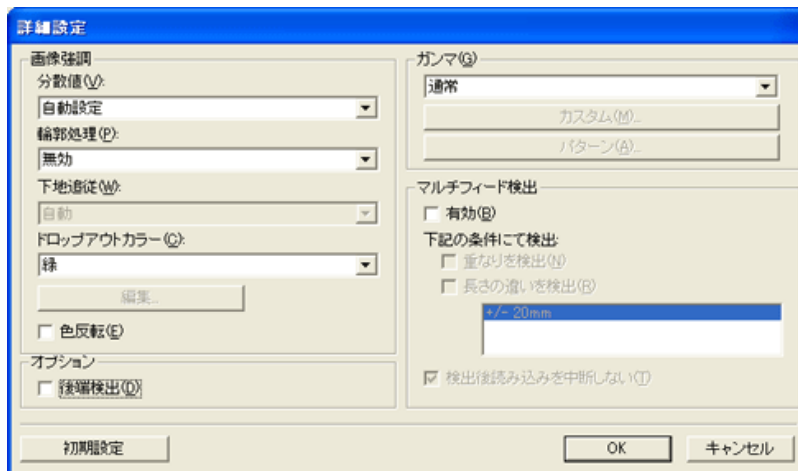 詳細設定
画像強調
分散値(V):
自動設定
輪郭処理(P):
無効
下地追従(W):
自動
ドロップアウトカラー(C):
緑
編集...
色反転(E)
オプション
後端検出(D)
ガンマ(G)
通常
カスタム(M)...
パターン(A)...
マルチフィード検出
有効(B)
下記の条件にて検出:
重なりを検出(N)
長さの違いを検出(R)
+/- 20mm
検出後読み込みを中断しない(T)
初期設定
OK
キャンセル